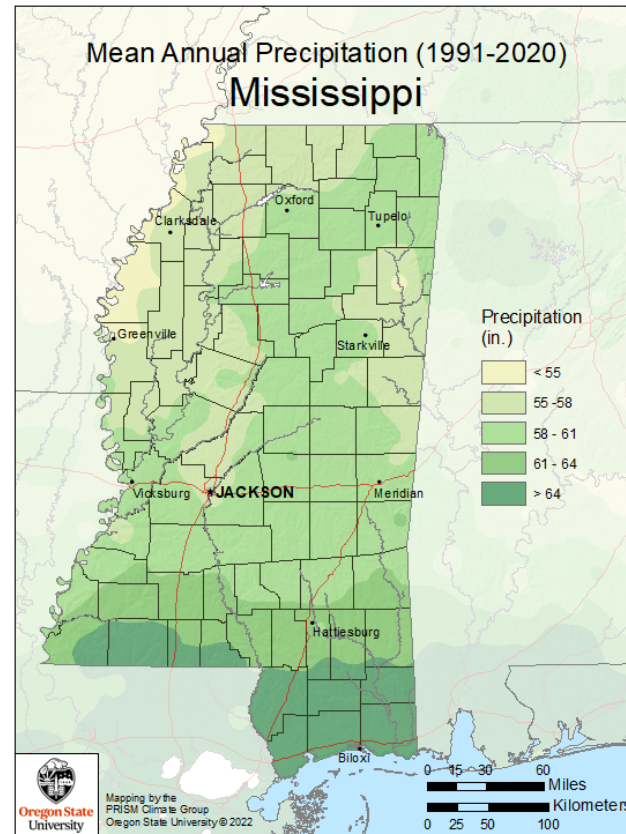 Mean Annual Precipitation (1991-2020)
Mississippi
Oxford
Clarksdale
Tupelo
Greenville
Starkville
Precipitation
(in.)
< 55
55 -58
58 - 61
61 - 64
> 64
Vicksburg
JACKSON
Meridian
Hattiesburg
Biloxi
0 15 30 60
Miles
Kilometers
0 25 50 100
Oregon State
University
Mapping by the
PRISM Climate Group
Oregon State University © 2022